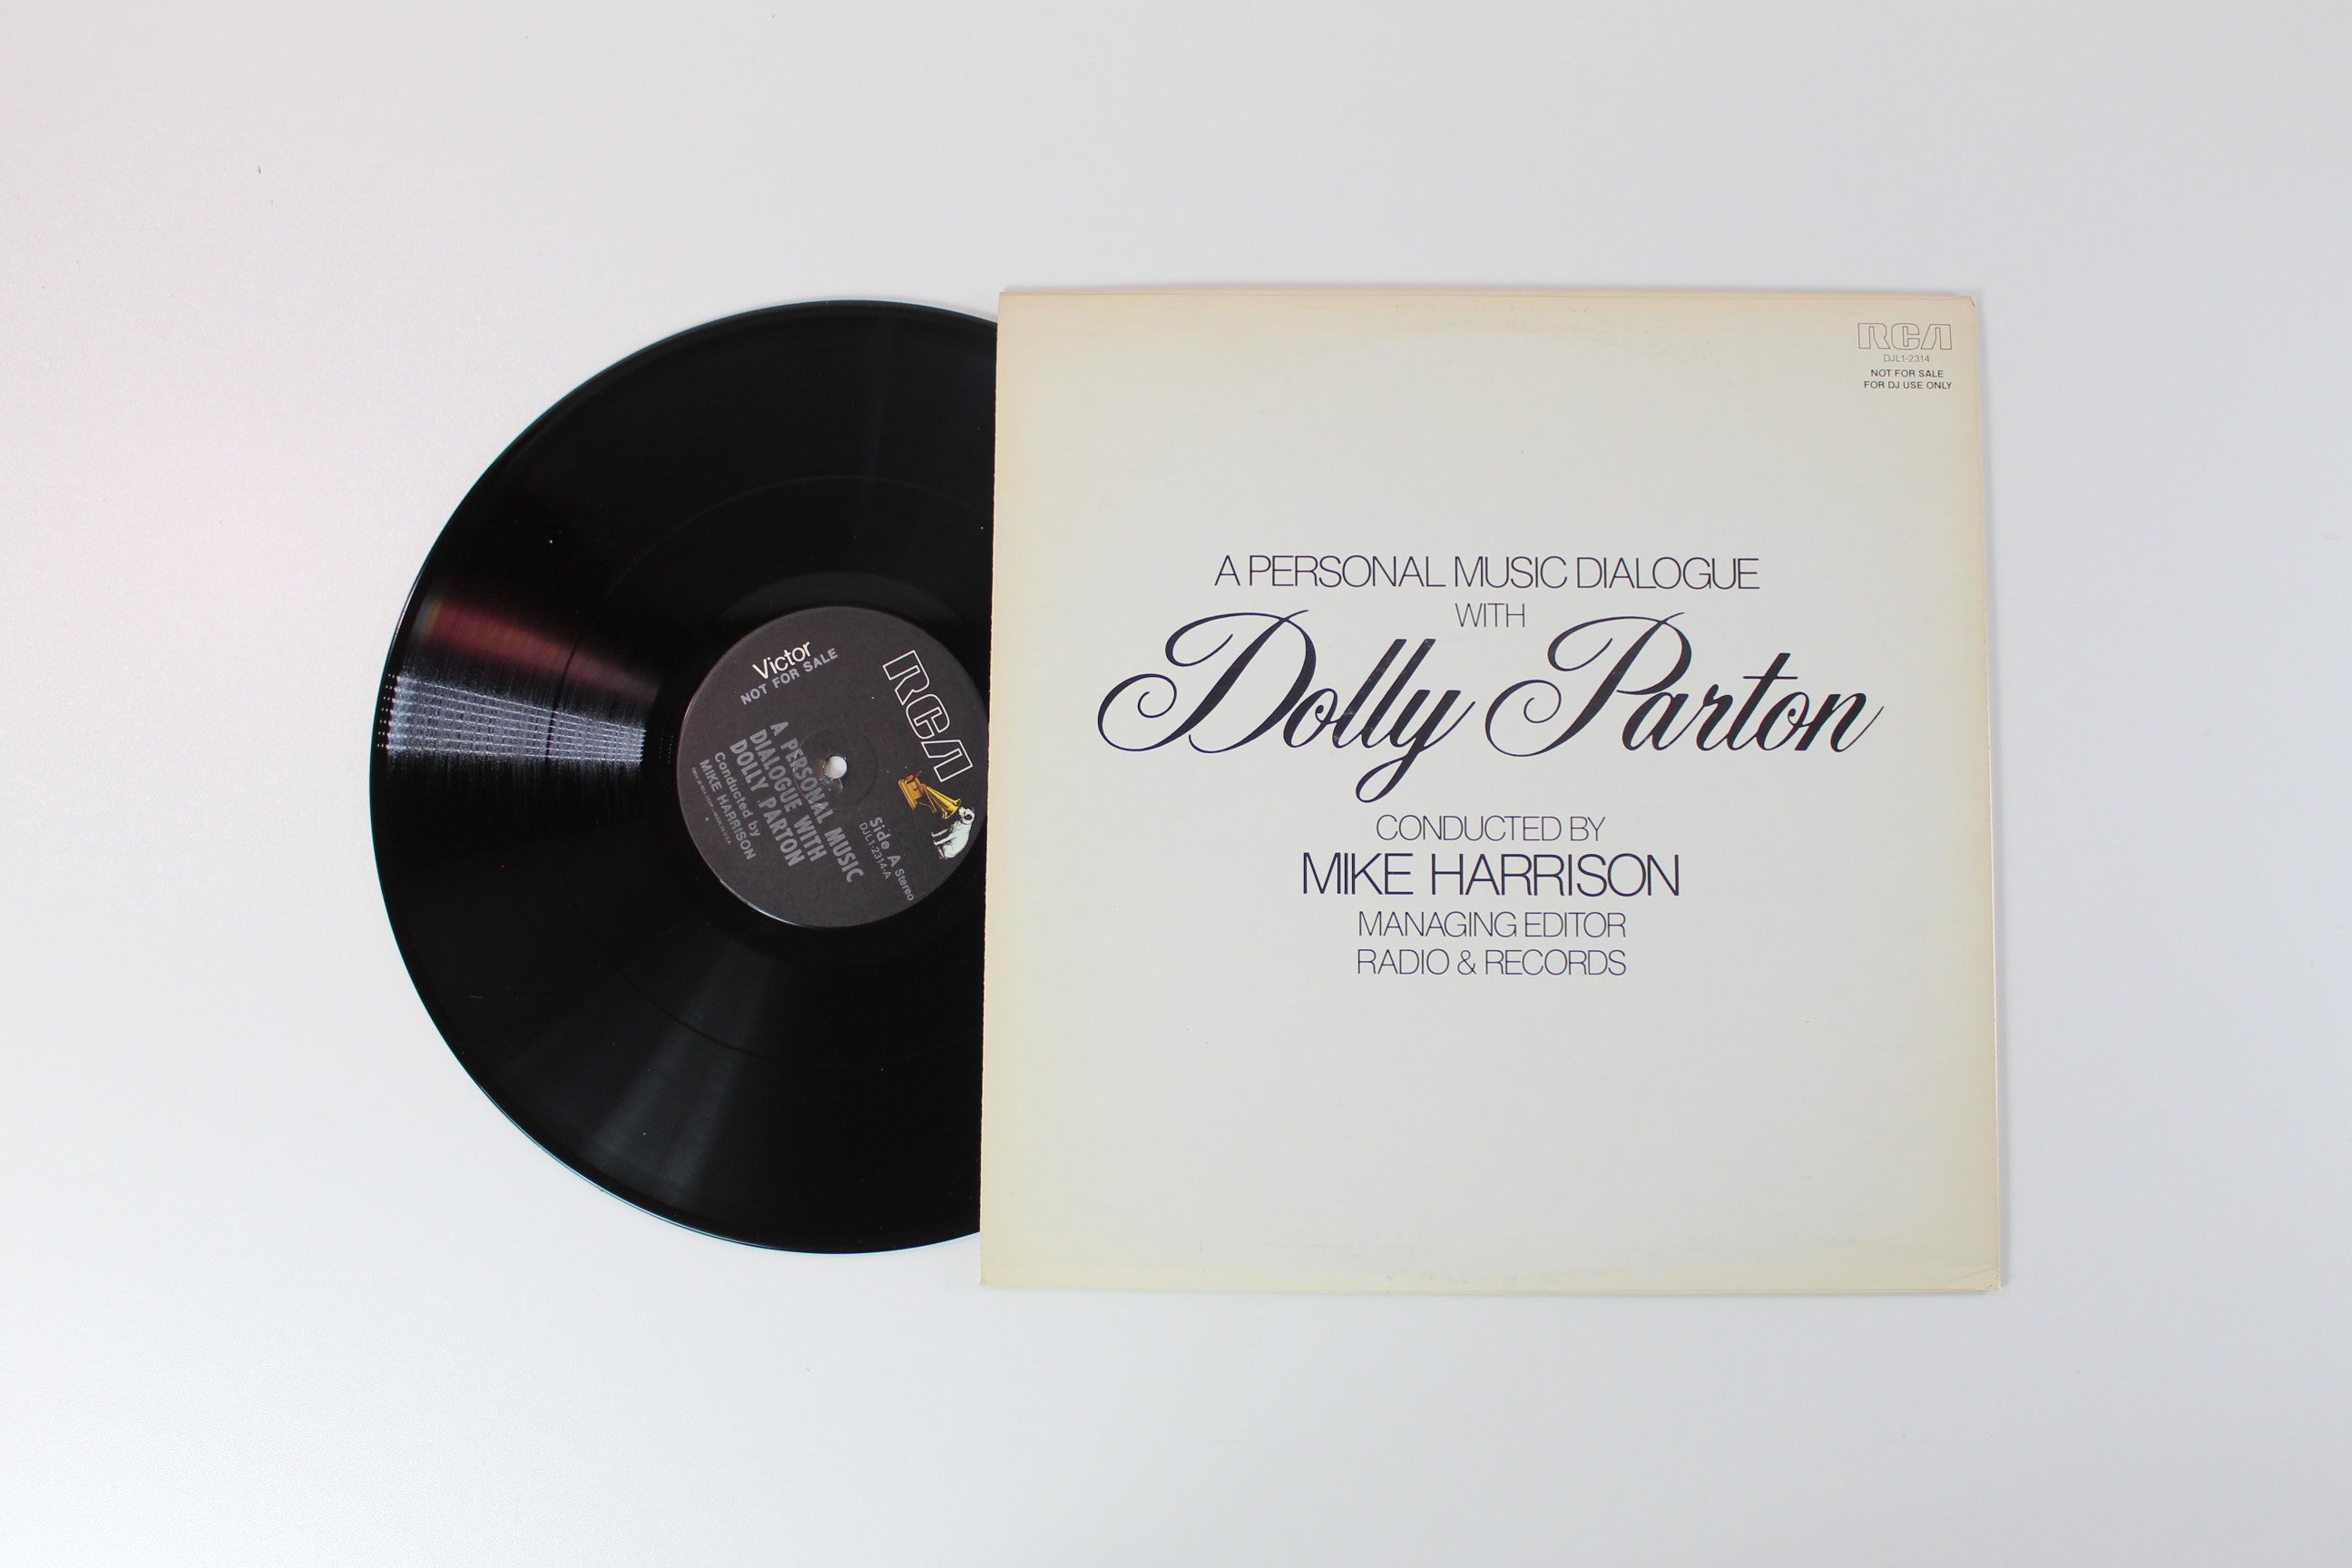 RCA
DJL1-2314
NOT FOR SALE
FOR DJ USE ONLY
A PERSONAL MUSIC DIALOGUE
WITH
Dolly Parton
CONDUCTED BY
MIKE HARRISON
MANAGING EDITOR
RADIO & RECORDS
Victor
NOT FOR SALE
RCA
Side A Stereo
DJL1-2314-A
A PERSONAL MUSIC
DIALOGUE WITH
DOLLY PARTON
Conducted by
MIKE HARRISON